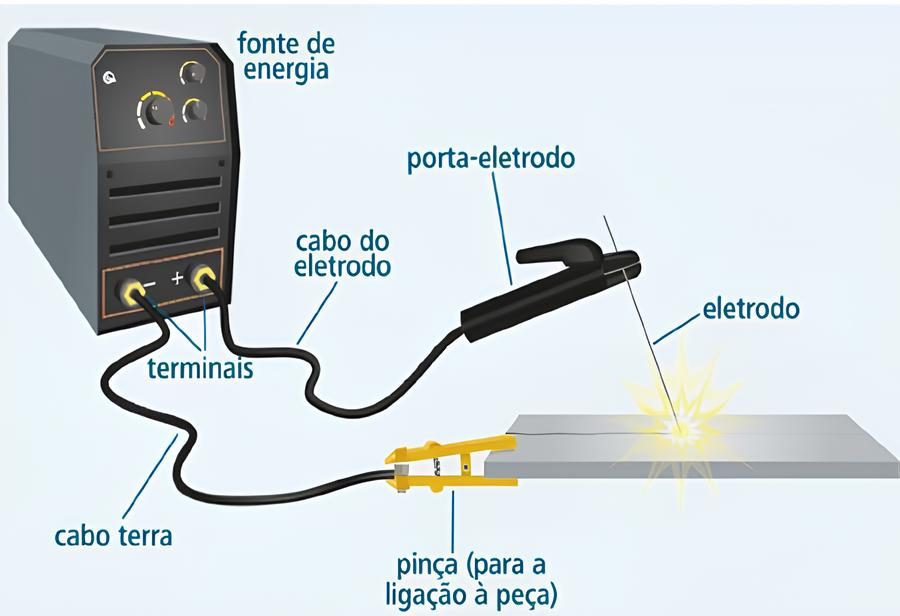 fonte de
energia
porta-eletrodo
cabo do
eletrodo
eletrodo
− +
terminais
cabo terra
pinça (para a
ligação à peça)